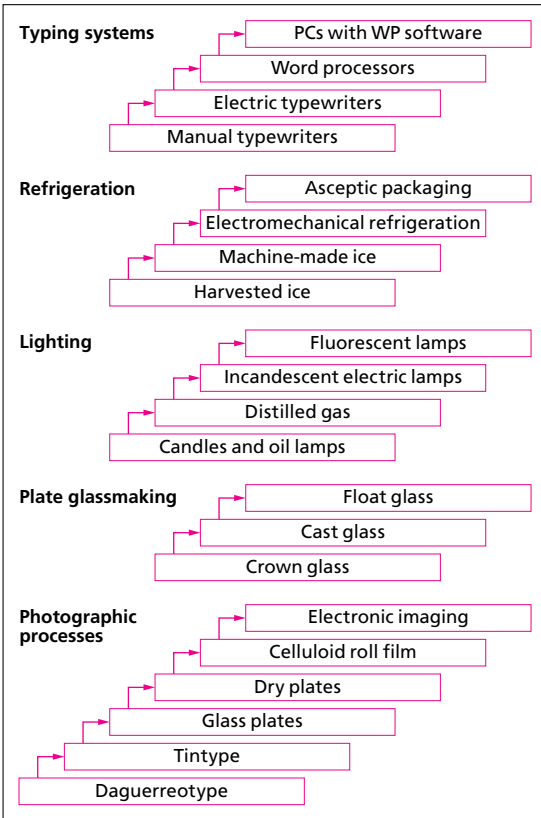 Typing systems
PCs with WP software
Word processors
Electric typewriters
Manual typewriters
Refrigeration
Asceptic packaging
Electromechanical refrigeration
Machine-made ice
Harvested ice
Lighting
Fluorescent lamps
Incandescent electric lamps
Distilled gas
Candles and oil lamps
Plate glassmaking
Float glass
Cast glass
Crown glass
Photographic
processes
Electronic imaging
Celluloid roll film
Dry plates
Glass plates
Tintype
Daguerreotype